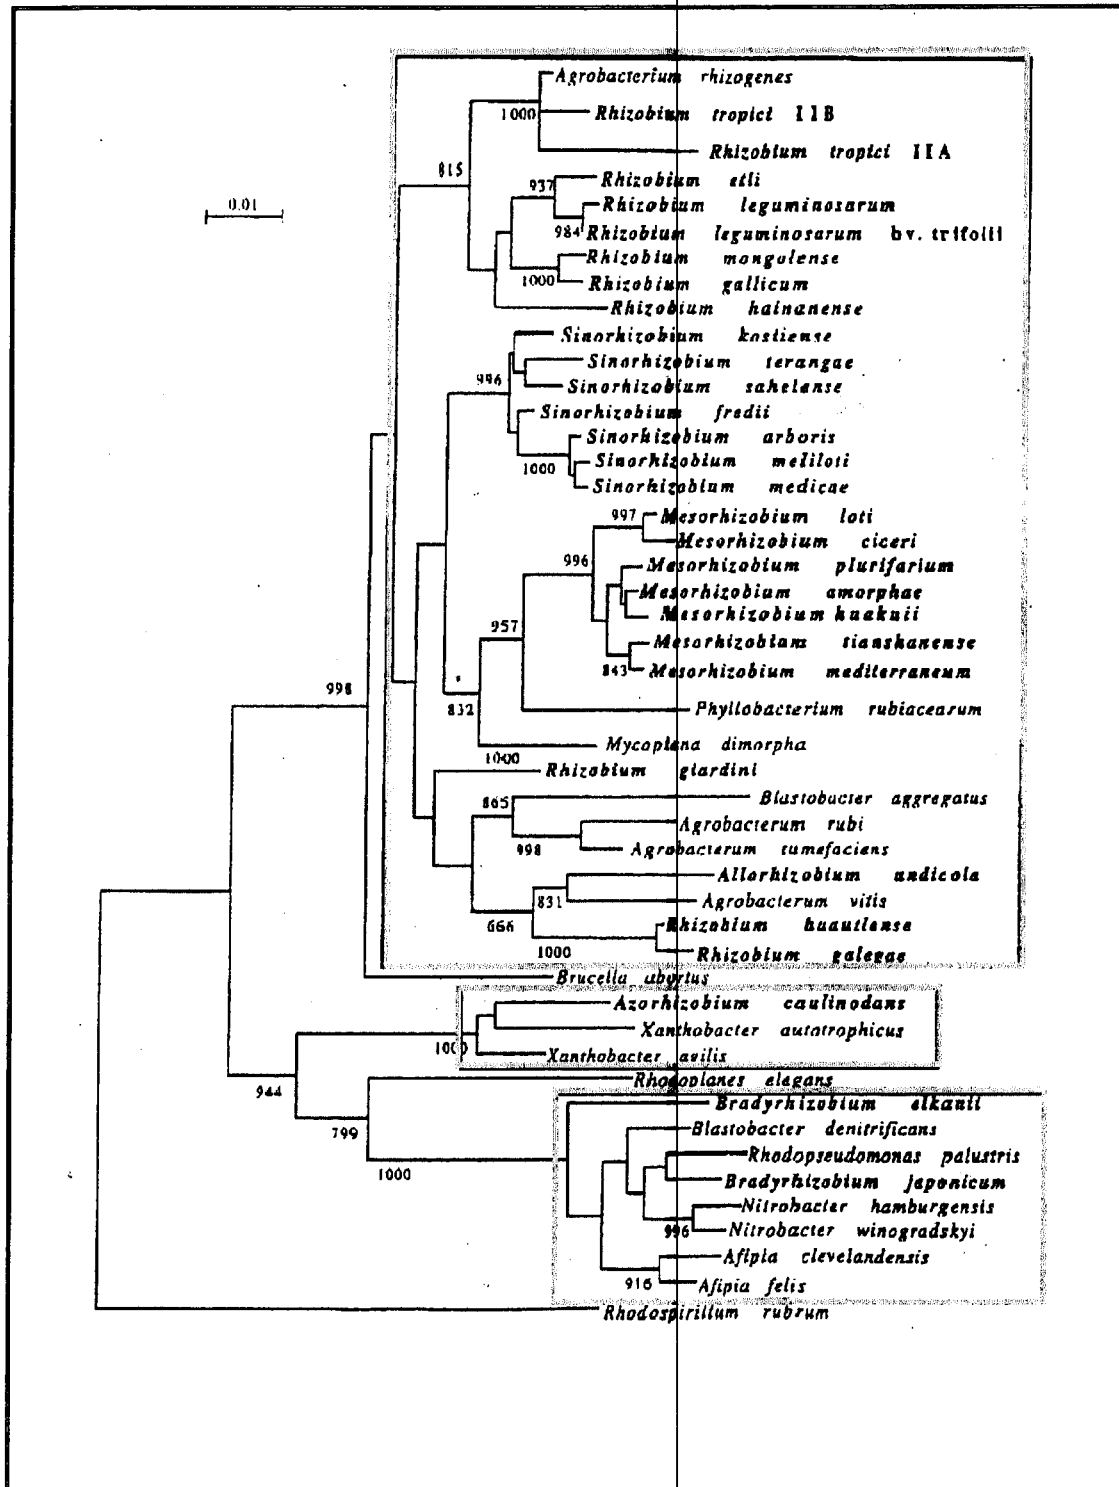 Agrobacterium rhizogenes
1000
Rhizobium tropici IIB
Rhizobium tropici IIA
815
937
Rhizobium etli
0.01
Rhizobium leguminosarum
984
Rhizobium leguminosarum bv. trifolii
Rhizobium mongolense
1000
Rhizobium gallicum
Rhizobium hainanense
Sinorhizobium kostiense
Sinorhizobium terangae
996
Sinorhizobium sahelense
Sinorhizobium fredii
Sinorhizobium arboris
1000
Sinorhizobium meliloti
Sinorhizobium medicae
997
Mesorhizobium loti
Mesorhizobium ciceri
996
Mesorhizobium plurifarium
Mesorhizobium amorphae
Mesorhizobium huakuii
957
Mesorhizobium tianshanense
843
Mesorhizobium mediterraneum
998
832
Phyllobacterium rubiacearum
Mycoplana dimorpha
1000
Rhizobium giardini
865
Blastobacter aggregatus
Agrobacterum rubi
998
Agrobacterum tumefaciens
Allorhizobium undicola
831
Agrobacterum vitis
666
Rhizobium huautlense
1000
Rhizobium galegae
Brucella abortus
Azorhizobium caulinodans
Xanthobacter autotrophicus
1000
Xanthobacter agilis
Rhodoplanes elegans
944
Bradyrhizobium elkanii
799
Blastobacter denitrificans
Rhodopseudomonas palustris
1000
Bradyrhizobium japonicum
Nitrobacter hamburgensis
996
Nitrobacter winogradskyi
Afipia clevelandensis
916
Afipia felis
Rhodospirillum rubrum